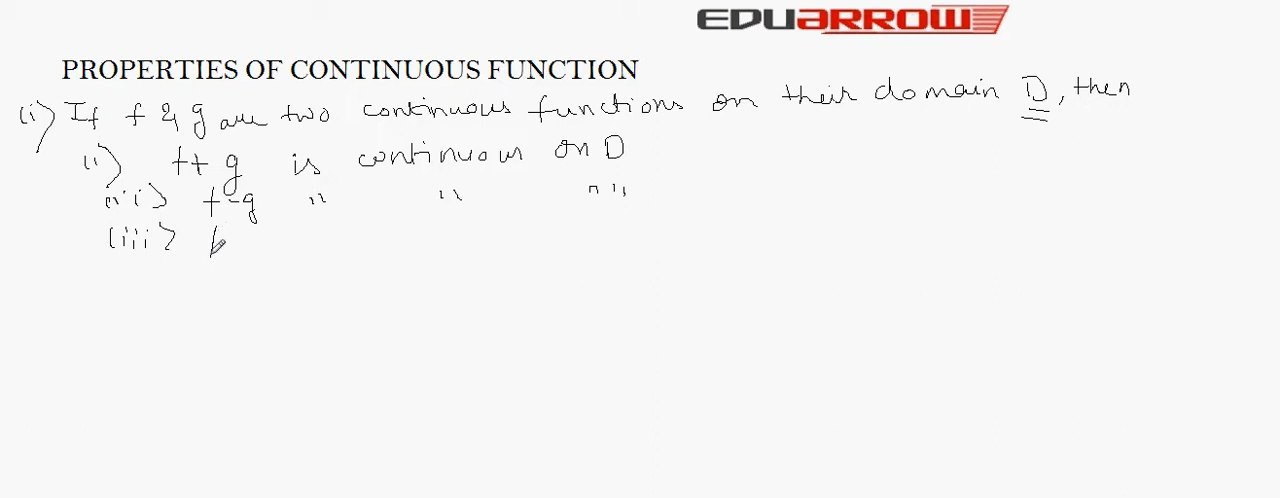 EDUARROW
PROPERTIES OF CONTINUOUS FUNCTION
(i) If f & g are two continuous functions on their domain D, then
(i) f+g is continuous on D
(ii) f-g " " " "
(iii)